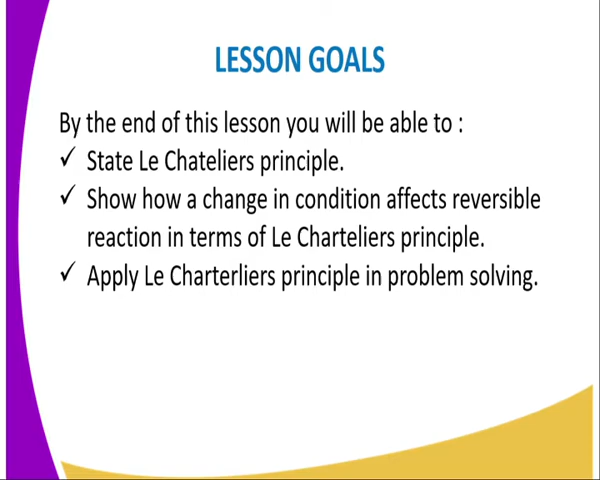 LESSON GOALS
By the end of this lesson you will be able to :
✓ State Le Chateliers principle.
✓ Show how a change in condition affects reversible
reaction in terms of Le Charteliers principle.
✓ Apply Le Charterliers principle in problem solving.